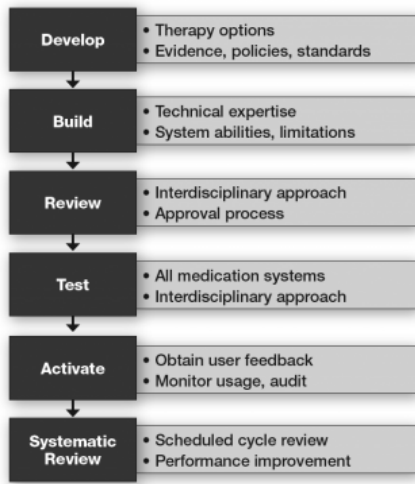 Develop
• Therapy options
• Evidence, policies, standards
Build
• Technical expertise
• System abilities, limitations
Review
• Interdisciplinary approach
• Approval process
Test
• All medication systems
• Interdisciplinary approach
Activate
• Obtain user feedback
• Monitor usage, audit
Systematic
Review
• Scheduled cycle review
• Performance improvement